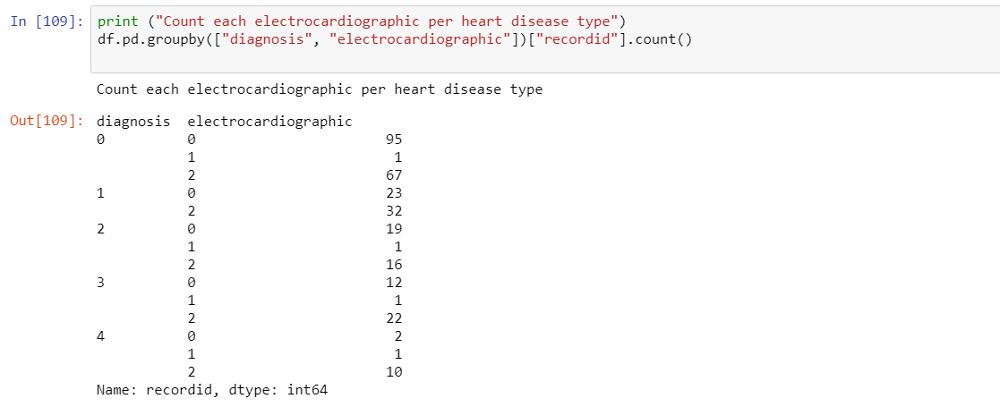 In [109]: print ("Count each electrocardiographic per heart disease type")
df.pd.groupby(["diagnosis", "electrocardiographic"])["recordid"].count()
Count each electrocardiographic per heart disease type
Out[109]: diagnosis electrocardiographic
0 0 95
1 1
2 67
1 0 23
2 32
2 0 19
1 1
2 16
3 0 12
1 1
2 22
4 0 2
1 1
2 10
Name: recordid, dtype: int64